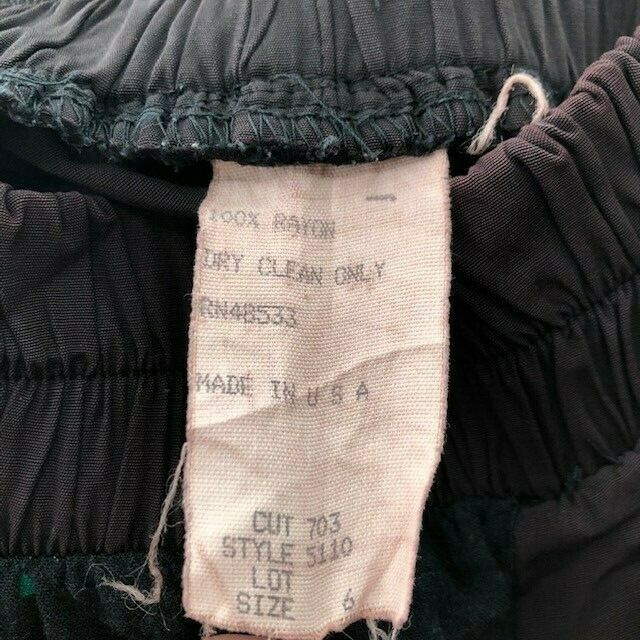 100% RAYON
DRY CLEAN ONLY
RN48533
MADE IN U S A
CUT 703
STYLE 5110
LOT
SIZE 6